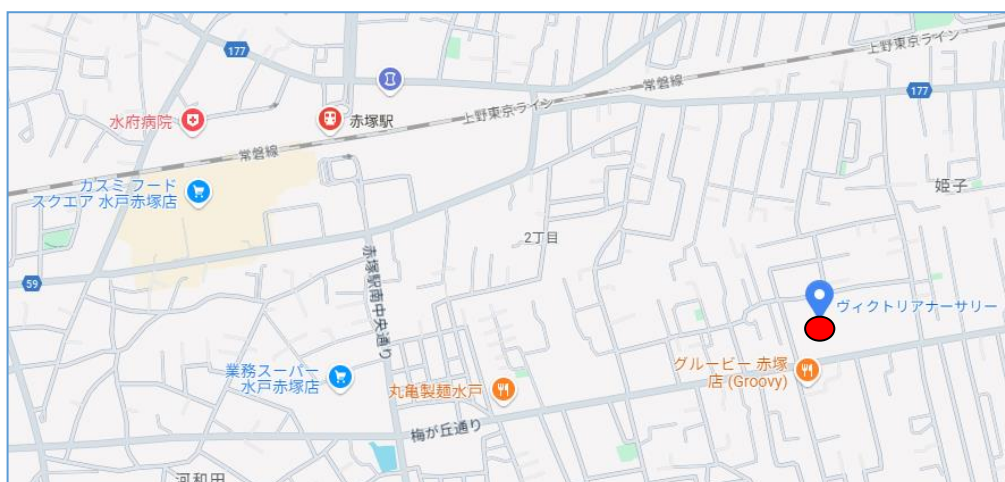 上野東京ライン
177
常磐線
177
水府病院
赤塚駅
上野東京ライン
常磐線
カスミ フード
スクエア 水戸赤塚店
姫子
2丁目
59
赤塚駅南中央通り
ヴィクトリアナーサリー
業務スーパー
水戸赤塚店
丸亀製麺水戸
グルービー 赤塚
店 (Groovy)
梅が丘通り
河和田